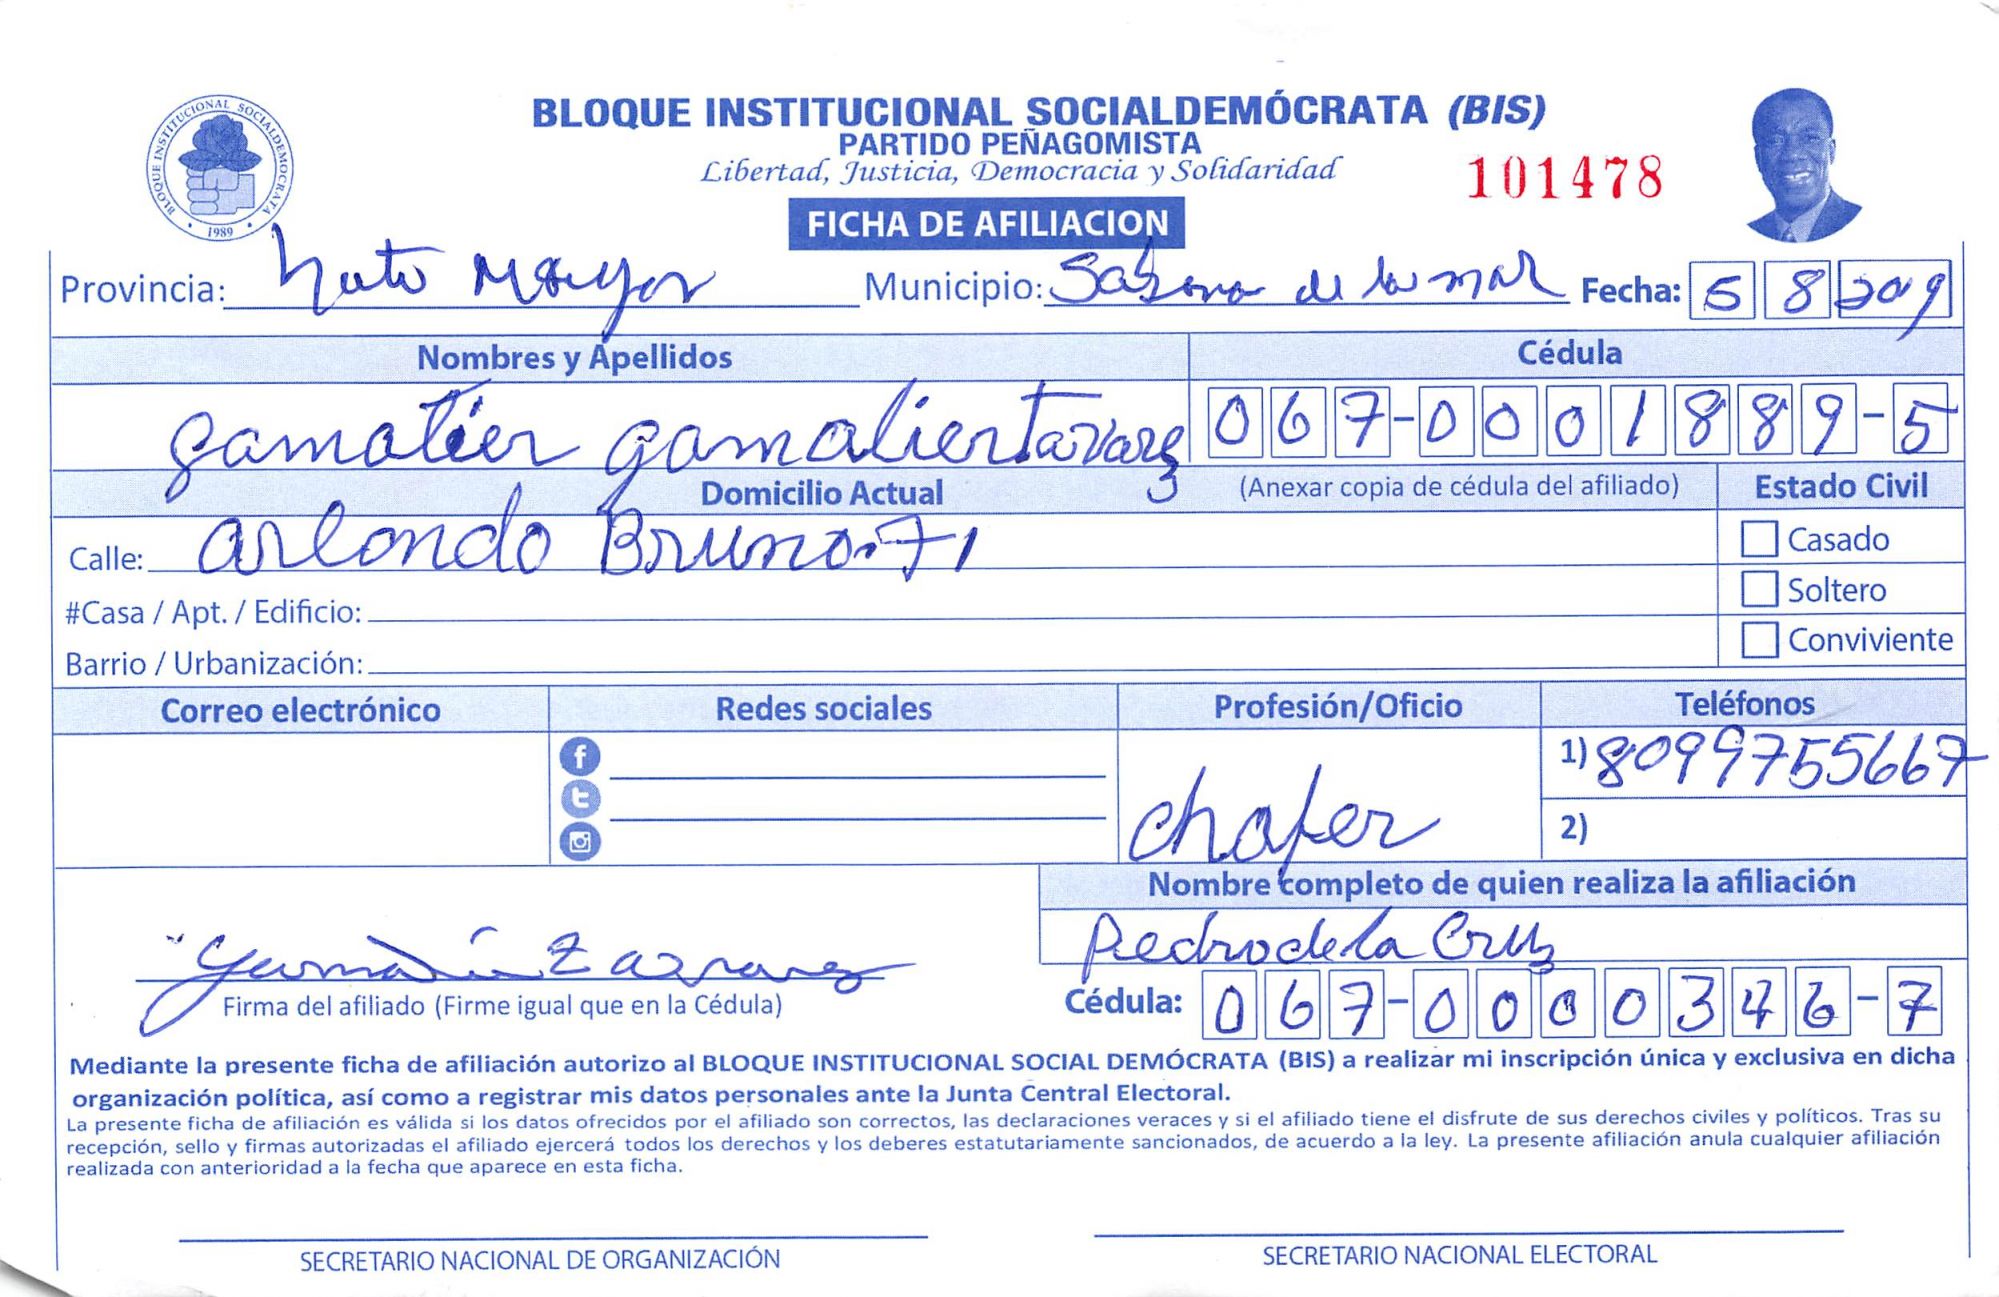 BLOQUE INSTITUCIONAL SOCIALDEMOCRATA
1989
BLOQUE INSTITUCIONAL SOCIALDEMÓCRATA (BIS)
PARTIDO PEÑAGOMISTA
Libertad, Justicia, Democracia y Solidaridad
101478
FICHA DE AFILIACION
Provincia: Hato Mayor Municipio: Sabana de la mar Fecha: 5 8 2019
Nombres y Apellidos Cédula
gamalier gamaliertavarez 067-0001889-5
Domicilio Actual (Anexar copia de cédula del afiliado) Estado Civil
Calle: arlondo Bruno.71 Casado
#Casa / Apt. / Edificio: Soltero
Barrio / Urbanización: Conviviente
Correo electrónico Redes sociales Profesión/Oficio Teléfonos
1) 8099755667
chofer
2)
Nombre completo de quien realiza la afiliación
Pedro de la Cruz
Firma del afiliado (Firme igual que en la Cédula) Cédula: 067-0000346-7
Mediante la presente ficha de afiliación autorizo al BLOQUE INSTITUCIONAL SOCIAL DEMÓCRATA (BIS) a realizar mi inscripción única y exclusiva en dicha
organización política, así como a registrar mis datos personales ante la Junta Central Electoral.
La presente ficha de afiliación es válida si los datos ofrecidos por el afiliado son correctos, las declaraciones veraces y si el afiliado tiene el disfrute de sus derechos civiles y políticos. Tras su
recepción, sello y firmas autorizadas el afiliado ejercerá todos los derechos y los deberes estatutariamente sancionados, de acuerdo a la ley. La presente afiliación anula cualquier afiliación
realizada con anterioridad a la fecha que aparece en esta ficha.
SECRETARIO NACIONAL DE ORGANIZACIÓN SECRETARIO NACIONAL ELECTORAL